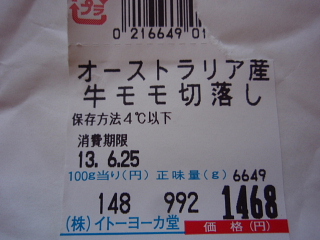 プラ
0 216649 01
オーストラリア産
牛モモ切落し
保存方法4℃以下
消費期限
13. 6.25
100g当り(円) 正味量(g) 6649
148 992 1468
(株)イトーヨーカ堂 価格(円)